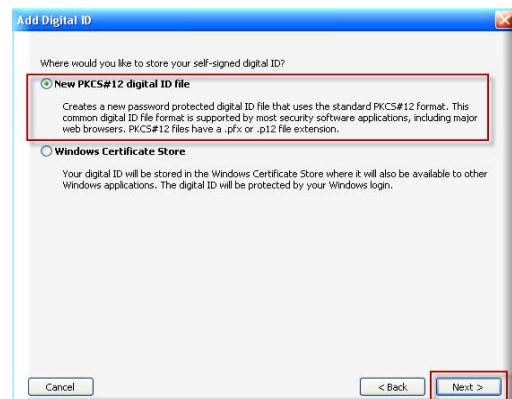 Add Digital ID
Where would you like to store your self-signed digital ID?
New PKCS#12 digital ID file
Creates a new password protected digital ID file that uses the standard PKCS#12 format. This
common digital ID file format is supported by most security software applications, including major
web browsers. PKCS#12 files have a .pfx or .p12 file extension.
Windows Certificate Store
Your digital ID will be stored in the Windows Certificate Store where it will also be available to other
Windows applications. The digital ID will be protected by your Windows login.
Cancel
< Back
Next >